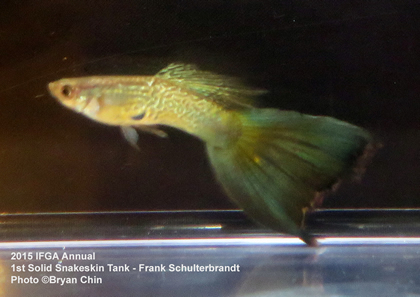 2015 IFGA Annual
1st Solid Snakeskin Tank - Frank Schulterbrandt
Photo ©Bryan Chin